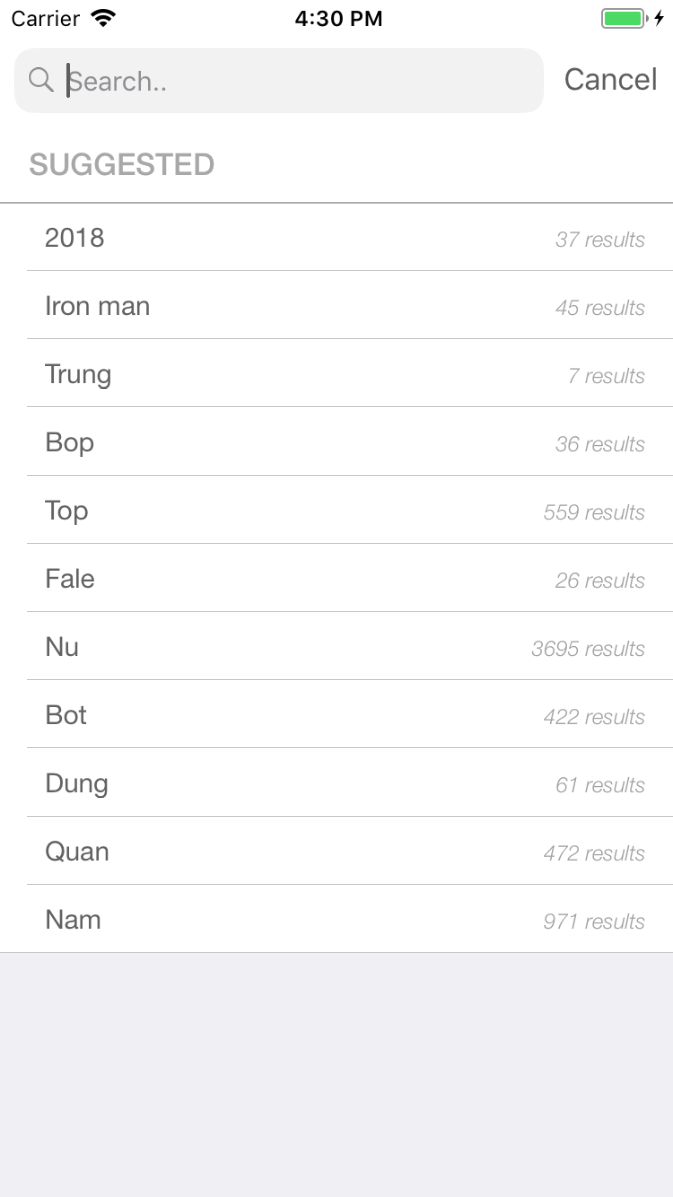 Carrier 4:30 PM
Search.. Cancel
SUGGESTED
2018 37 results
Iron man 45 results
Trung 7 results
Bop 36 results
Top 559 results
Fale 26 results
Nu 3695 results
Bot 422 results
Dung 61 results
Quan 472 results
Nam 971 results